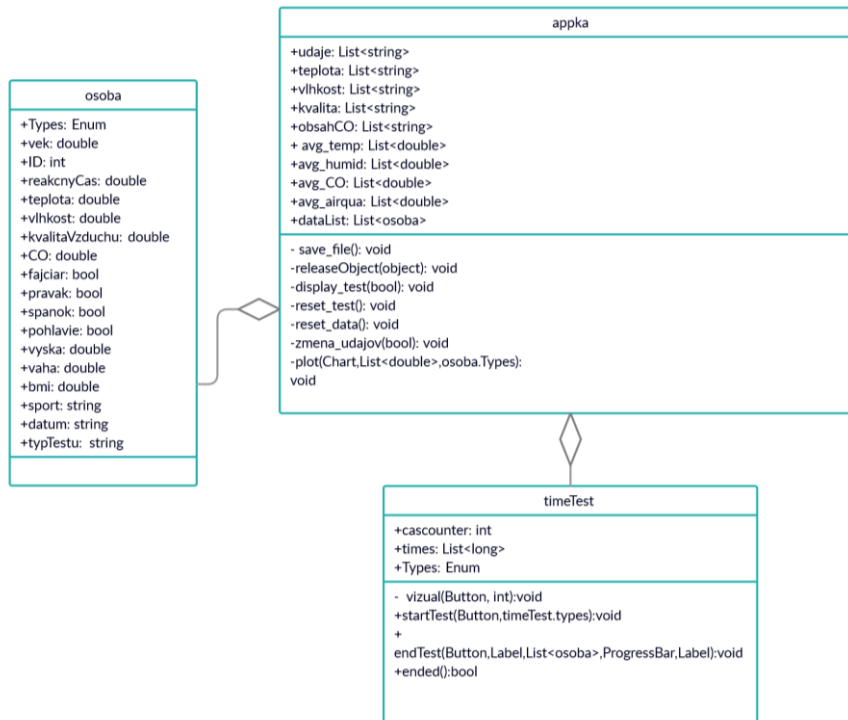 appka
+udaje: List<string>
+teplota: List<string>
+vlhkost: List<string>
+kvalita: List<string>
+obsahCO: List<string>
+ avg_temp: List<double>
+avg_humid: List<double>
+avg_CO: List<double>
+avg_airqua: List<double>
+dataList: List<osoba>
- save_file(): void
-releaseObject(object): void
-display_test(bool): void
-reset_test(): void
-reset_data(): void
-zmena_udajov(bool): void
-plot(Chart,List<double>,osoba.Types):
void
osoba
+Types: Enum
+vek: double
+ID: int
+reakcnyCas: double
+teplota: double
+vlhkost: double
+kvalitaVzduchu: double
+CO: double
+fajciar: bool
+pravak: bool
+spanok: bool
+pohlavie: bool
+vyska: double
+vaha: double
+bmi: double
+sport: string
+datum: string
+typTestu: string
timeTest
+cascounter: int
+times: List<long>
+Types: Enum
- vizual(Button, int):void
+startTest(Button,timeTest.types):void
+
endTest(Button,Label,List<osoba>,ProgressBar,Label):void
+ended():bool